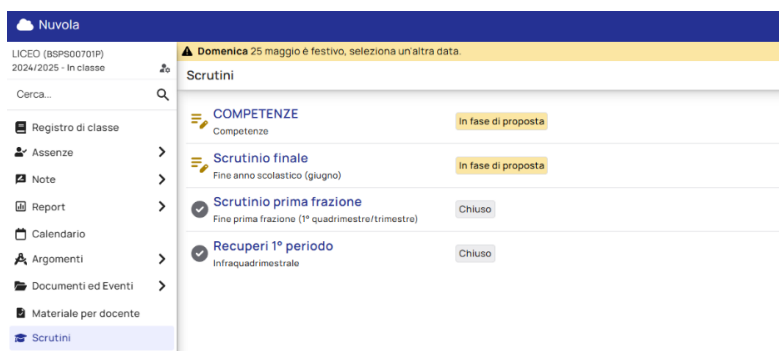 Nuvola
LICEO (BSPS00701P)
2024/2025 - In classe
Cerca...
Registro di classe
Assenze
Note
Report
Calendario
Argomenti
Documenti ed Eventi
Materiale per docente
Scrutini
Domenica 25 maggio è festivo, seleziona un'altra data.
Scrutini
COMPETENZE
Competenze
In fase di proposta
Scrutinio finale
Fine anno scolastico (giugno)
In fase di proposta
Scrutinio prima frazione
Fine prima frazione (1° quadrimestre/trimestre)
Chiuso
Recuperi 1° periodo
Infraquadrimestrale
Chiuso